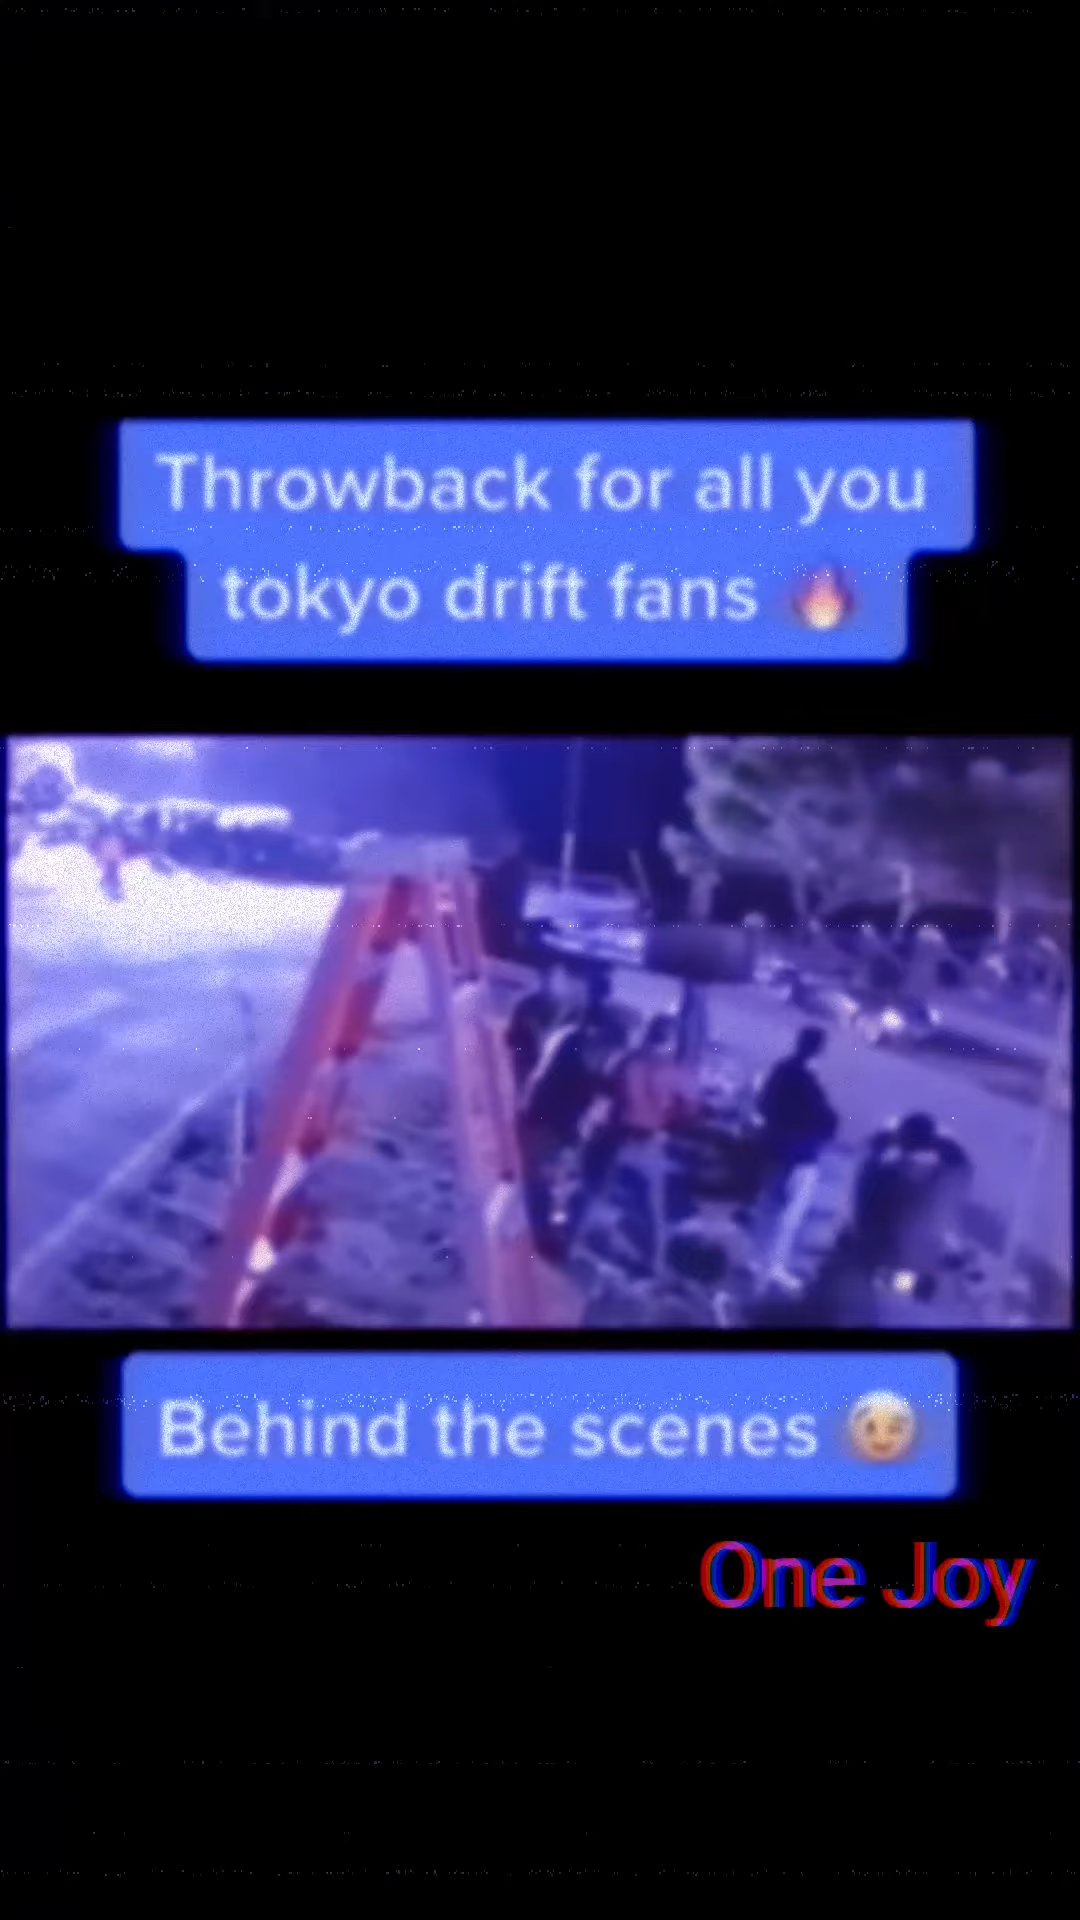 Throwback for all you
tokyo drift fans 🔥
Behind the scenes 🤕
One Joy